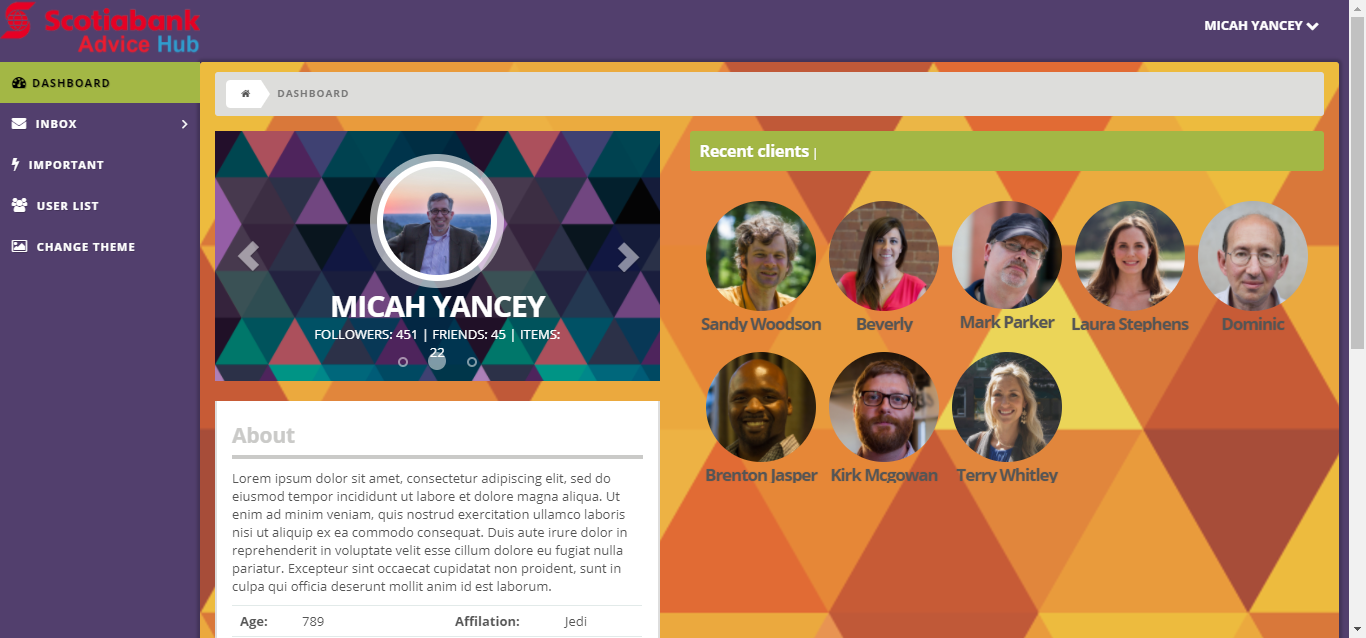 Scotiabank
Advice Hub
MICAH YANCEY
DASHBOARD
INBOX
IMPORTANT
USER LIST
CHANGE THEME
DASHBOARD
MICAH YANCEY
FOLLOWERS: 451 | FRIENDS: 45 | ITEMS:
22
About
Lorem ipsum dolor sit amet, consectetur adipiscing elit, sed do
eiusmod tempor incididunt ut labore et dolore magna aliqua. Ut
enim ad minim veniam, quis nostrud exercitation ullamco laboris
nisi ut aliquip ex ea commodo consequat. Duis aute irure dolor in
reprehenderit in voluptate velit esse cillum dolore eu fugiat nulla
pariatur. Excepteur sint occaecat cupidatat non proident, sunt in
culpa qui officia deserunt mollit anim id est laborum.
Age: 789 Affilation: Jedi
Recent clients |
Sandy Woodson Beverly Mark Parker Laura Stephens Dominic
Brenton Jasper Kirk Mcgowan Terry Whitley